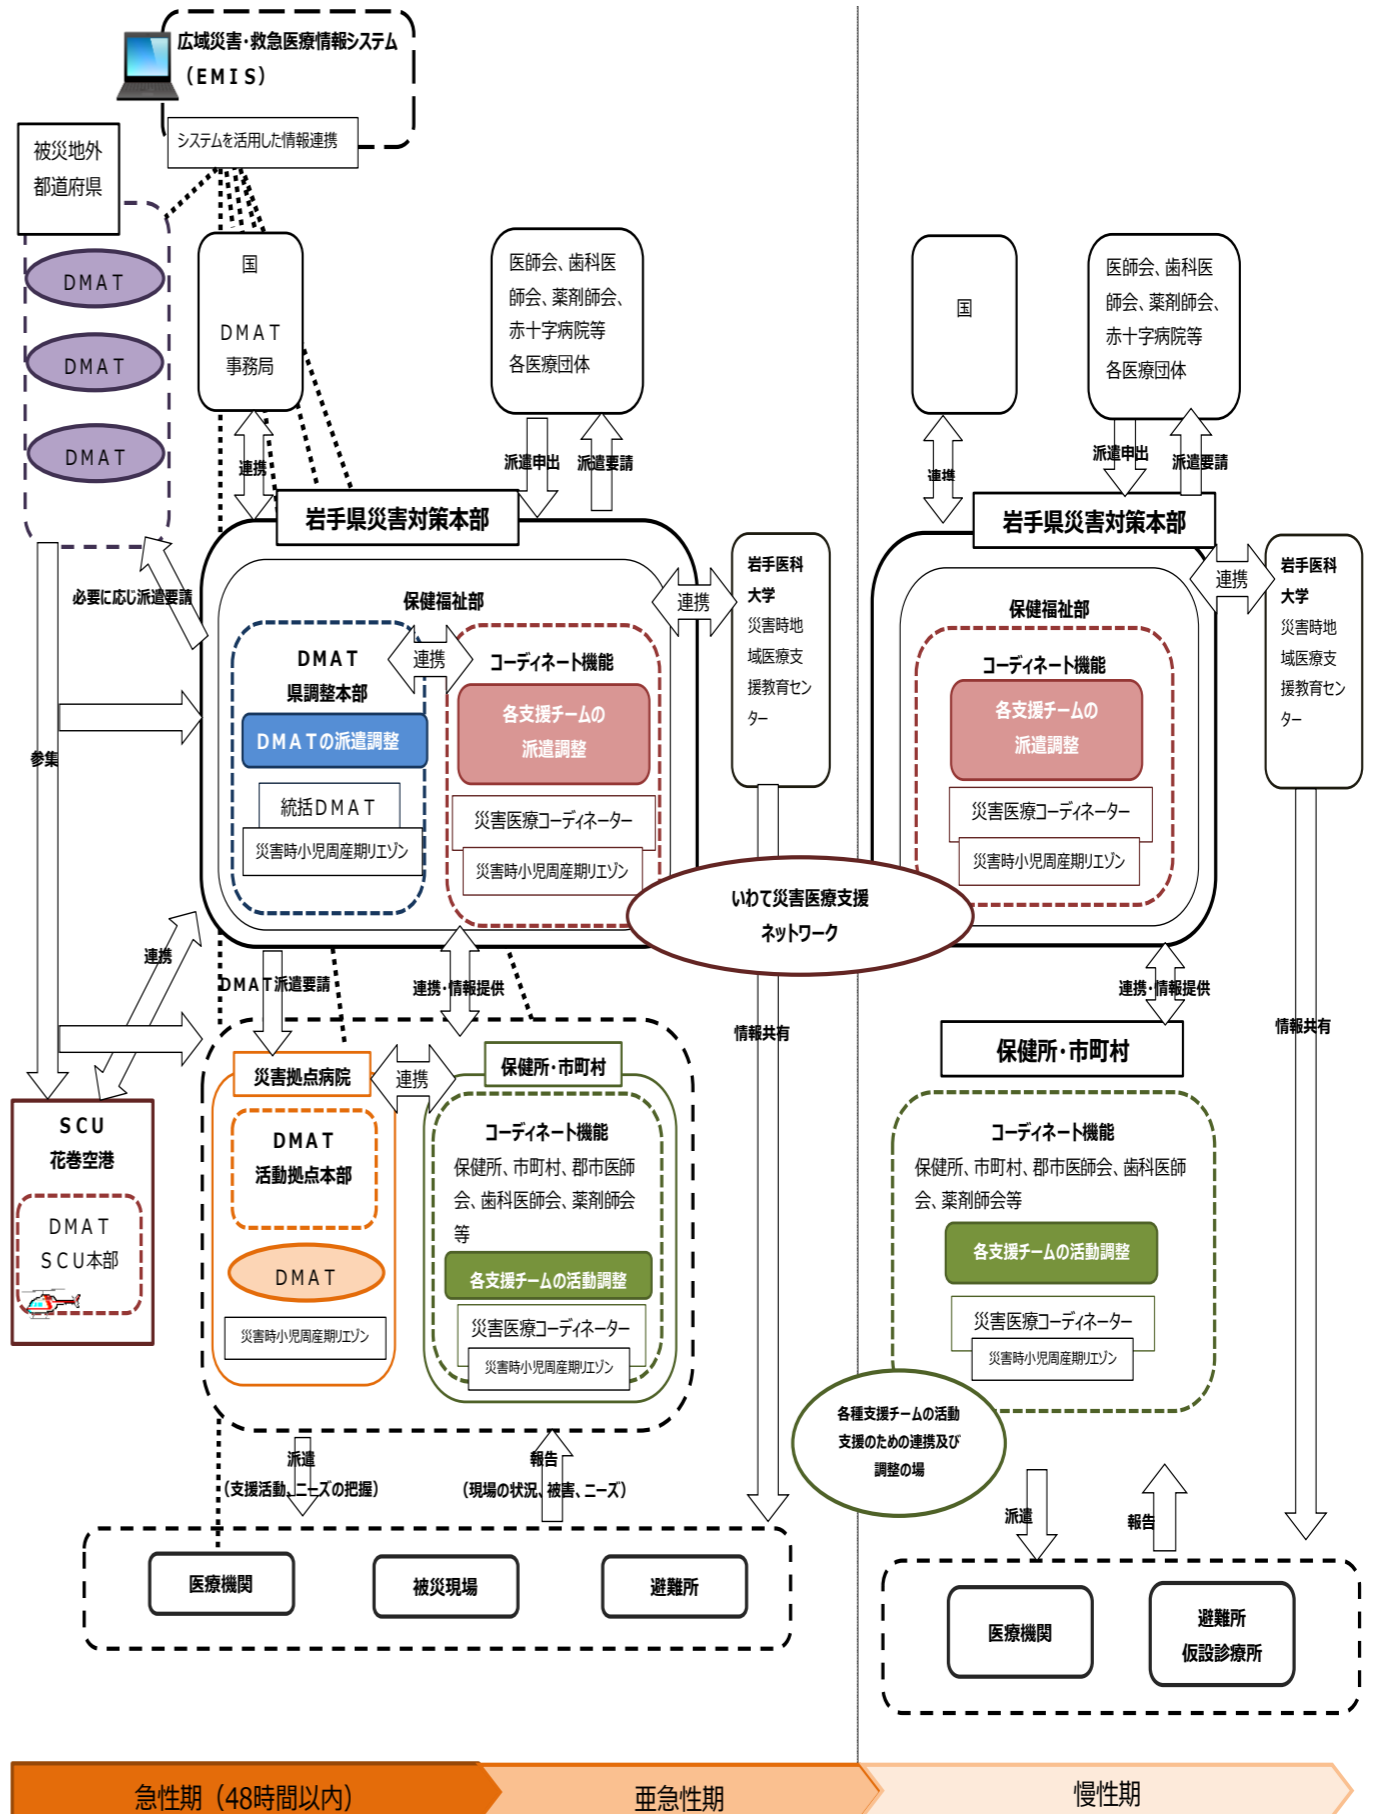 広域災害・救急医療情報システム
（ＥＭＩＳ）
システムを活用した情報連携
被災地外
都道府県
ＤＭＡＴ
ＤＭＡＴ
ＤＭＡＴ
国
ＤＭＡＴ
事務局
医師会、歯科医
師会、薬剤師会、
赤十字病院等
各医療団体
連携
派遣申出
派遣要請
岩手県災害対策本部
必要に応じ派遣要請
参集
保健福祉部
ＤＭＡＴ
県調整本部
連携
コーディネート機能
ＤＭＡＴの派遣調整
各支援チームの
派遣調整
統括ＤＭＡＴ
災害時小児周産期リエゾン
災害医療コーディネーター
災害時小児周産期リエゾン
連携
岩手医科
大学
災害時地
域医療支
援教育セン
ター
いわて災害医療支援
ネットワーク
連携
ＤＭＡＴ派遣要請
連携・情報提供
情報共有
災害拠点病院
連携
保健所・市町村
ＤＭＡＴ
活動拠点本部
ＤＭＡＴ
災害時小児周産期リエゾン
コーディネート機能
保健所、市町村、郡市医師
会、歯科医師会、薬剤師会
等
各支援チームの活動調整
災害医療コーディネーター
災害時小児周産期リエゾン
ＳＣＵ
花巻空港
ＤＭＡＴ
ＳＣＵ本部
派遣
（支援活動、ニーズの把握）
報告
（現場の状況、被害、ニーズ）
医療機関
被災現場
避難所
国
医師会、歯科医
師会、薬剤師会、
赤十字病院等
各医療団体
連携
派遣申出
派遣要請
岩手県災害対策本部
連携
岩手医科
大学
災害時地
域医療支
援教育セン
ター
保健福祉部
コーディネート機能
各支援チームの
派遣調整
災害医療コーディネーター
災害時小児周産期リエゾン
連携・情報提供
情報共有
保健所・市町村
コーディネート機能
保健所、市町村、郡市医師会、歯科医師
会、薬剤師会等
各支援チームの活動調整
災害医療コーディネーター
災害時小児周産期リエゾン
各種支援チームの活動
支援のための連携及び
調整の場
派遣
報告
医療機関
避難所
仮設診療所
急性期（48時間以内）
亜急性期
慢性期